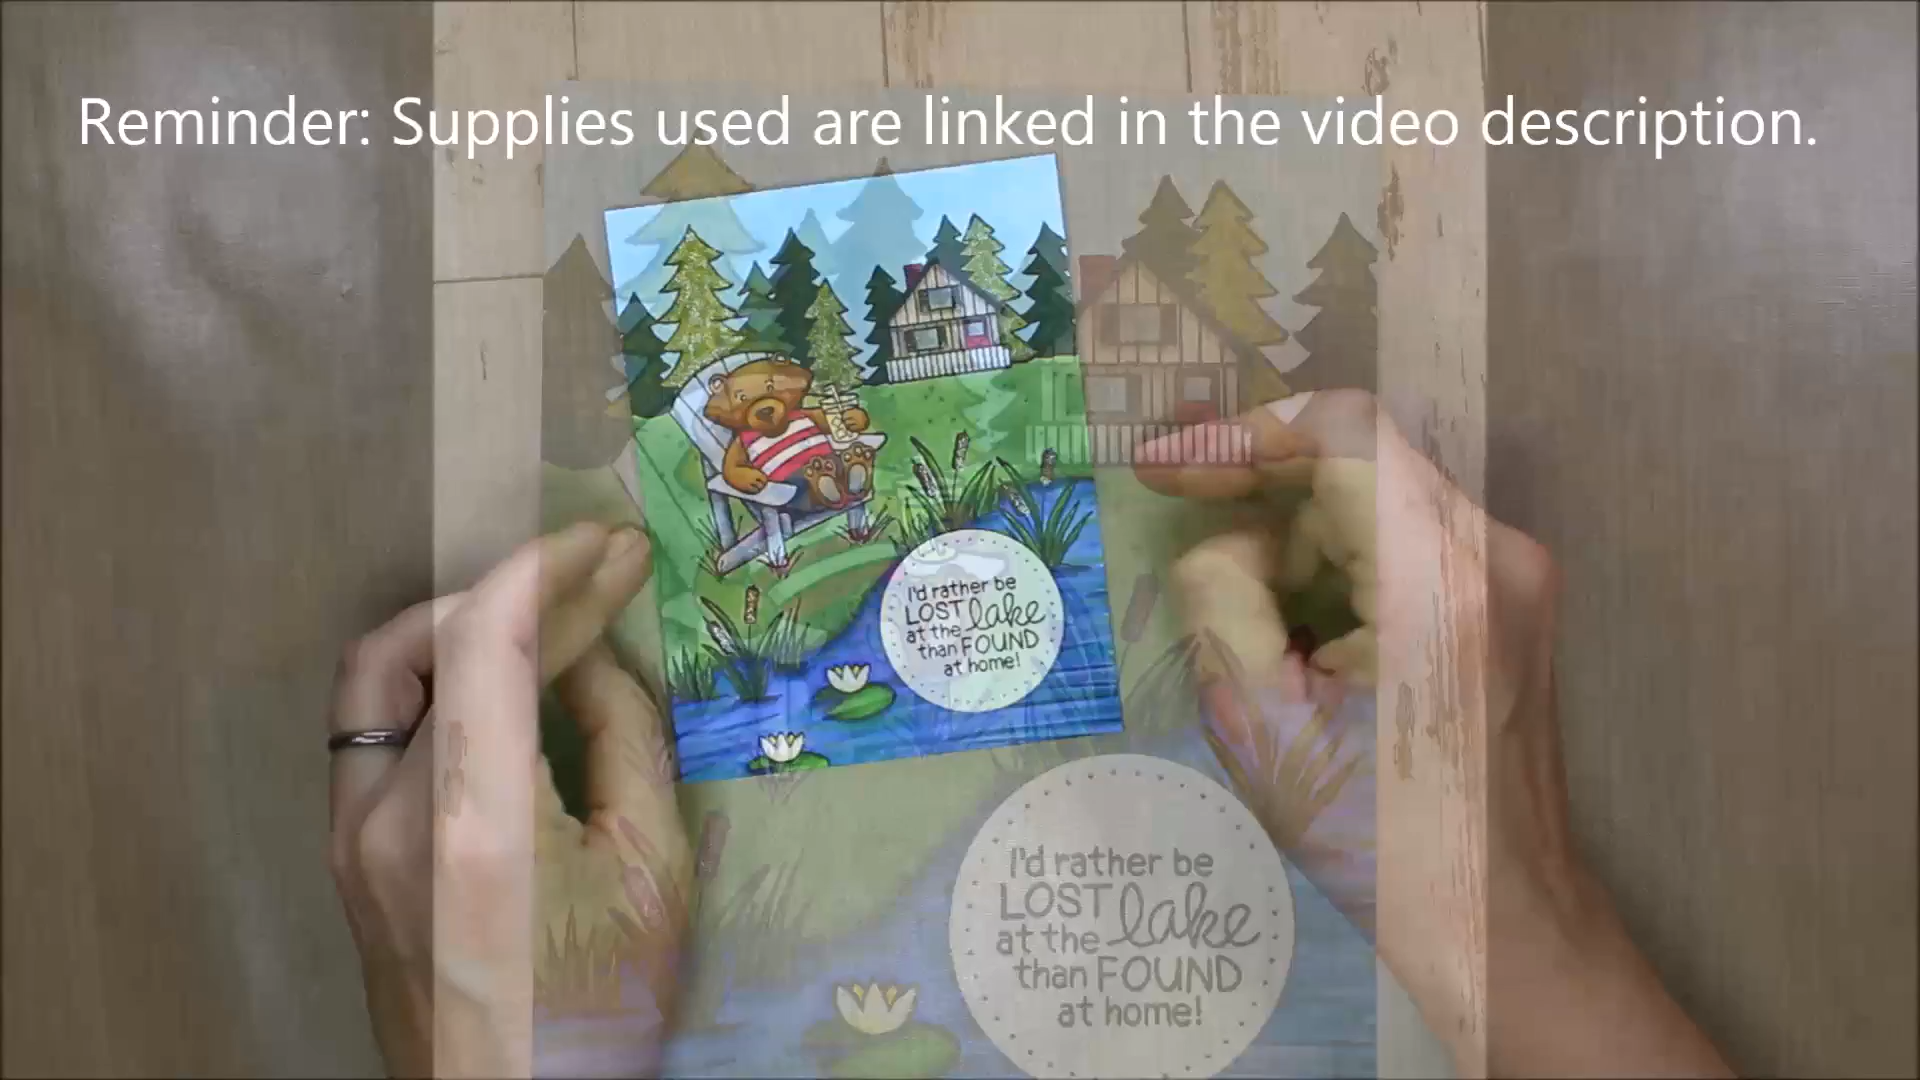 Reminder: Supplies used are linked in the video description.
I'd rather be
LOST lake
at the
than FOUND
at home!
I'd rather be
LOST lake
at the
than FOUND
at home!